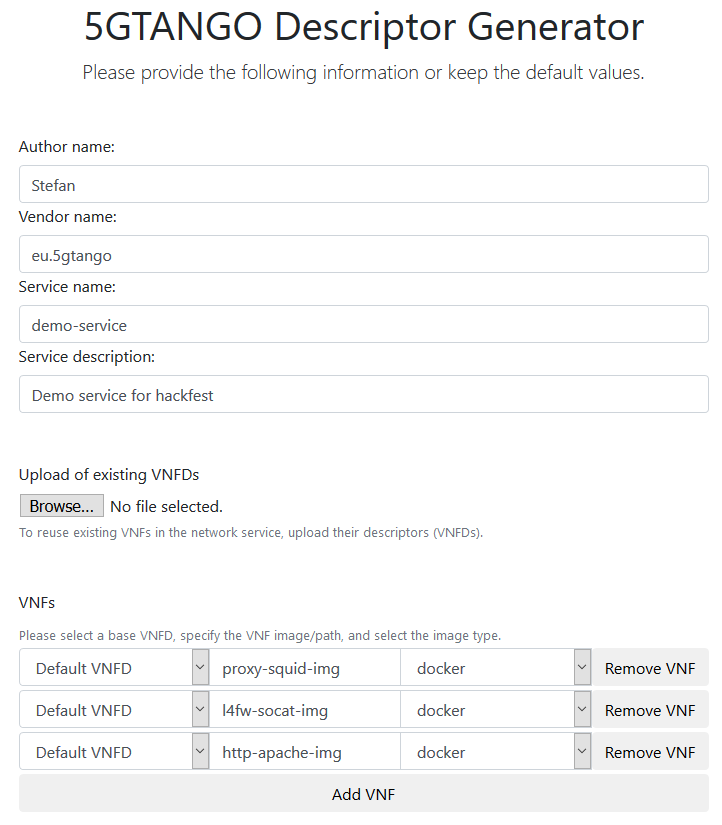 5GTANGO Descriptor Generator
Please provide the following information or keep the default values.
Author name:
Stefan
Vendor name:
eu.5gtango
Service name:
demo-service
Service description:
Demo service for hackfest
Upload of existing VNFDs
Browse... No file selected.
To reuse existing VNFs in the network service, upload their descriptors (VNFDs).
VNFs
Please select a base VNFD, specify the VNF image/path, and select the image type.
Default VNFD proxy-squid-img docker Remove VNF
Default VNFD l4fw-socat-img docker Remove VNF
Default VNFD http-apache-img docker Remove VNF
Add VNF